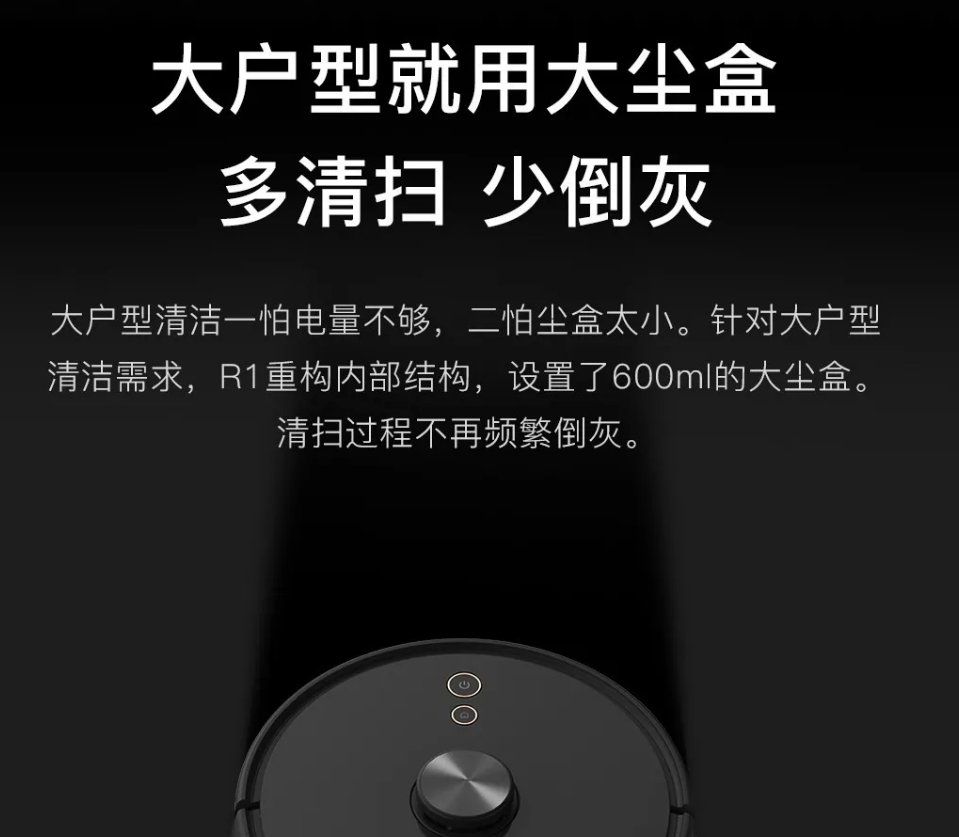 大户型就用大尘盒
多清扫 少倒灰
大户型清洁一怕电量不够，二怕尘盒太小。针对大户型
清洁需求，R1重构内部结构，设置了600ml的大尘盒。
清扫过程不再频繁倒灰。